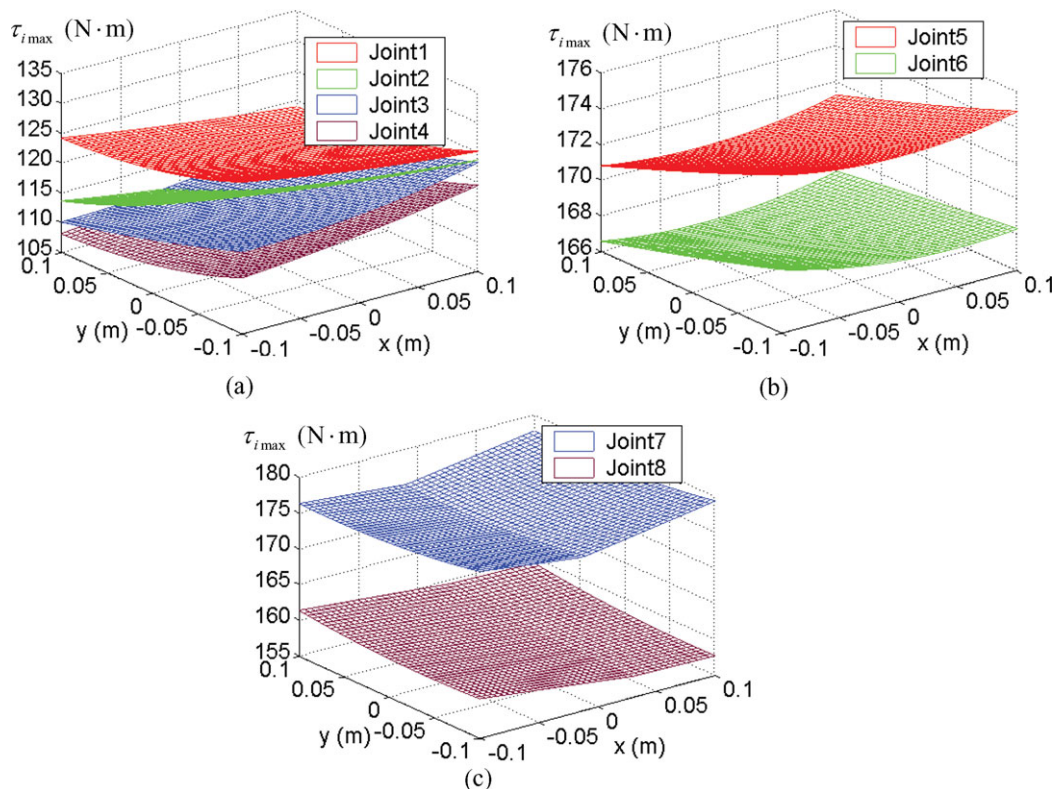 τ i max (N·m)
135
130
125
120
115
110
105
0.1
0.05
0
-0.05
-0.1
y (m)
-0.1
-0.05
0
0.05
0.1
x (m)
Joint1
Joint2
Joint3
Joint4
(a)
τ i max (N·m)
176
174
172
170
168
166
0.1
0.05
0
-0.05
-0.1
y (m)
-0.1
-0.05
0
0.05
0.1
x (m)
Joint5
Joint6
(b)
τ i max (N·m)
180
175
170
165
160
155
0.1
0.05
0
-0.05
-0.1
y (m)
-0.1
-0.05
0
0.05
0.1
x (m)
Joint7
Joint8
(c)